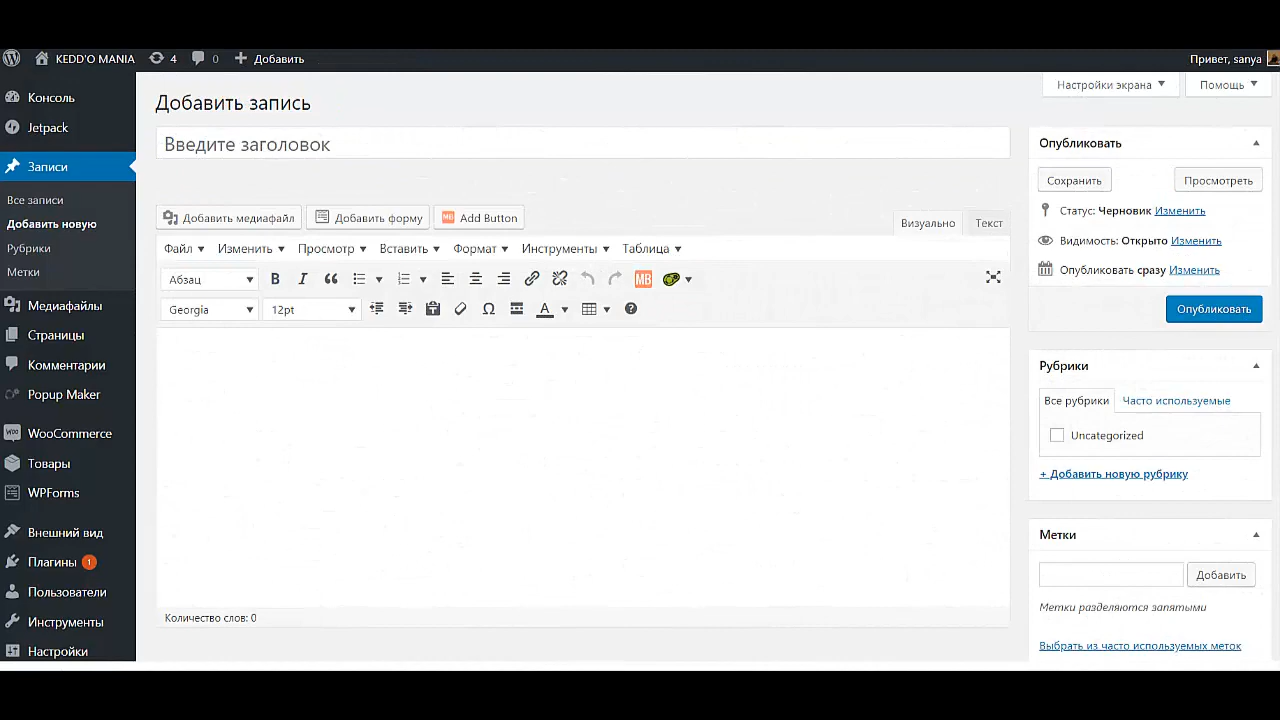 KEDD'O MANIA 4 0 Добавить Привет, sanya
Консоль
Jetpack
Записи
Все записи
Добавить новую
Рубрики
Метки
Медиафайлы
Страницы
Комментарии
Popup Maker
WooCommerce
Товары
WPForms
Внешний вид
Плагины 1
Пользователи
Инструменты
Настройки
Настройки экрана Помощь
Добавить запись
Введите заголовок
Добавить медиафайл Добавить форму MB Add Button
Визуально Текст
Файл Изменить Просмотр Вставить Формат Инструменты Таблица
Абзац B I MB
Georgia 12pt A
Количество слов: 0
Опубликовать
Сохранить Просмотреть
Статус: Черновик Изменить
Видимость: Открыто Изменить
Опубликовать сразу Изменить
Опубликовать
Рубрики
Все рубрики Часто используемые
Uncategorized
+ Добавить новую рубрику
Метки
Добавить
Метки разделяются запятыми
Выбрать из часто используемых меток